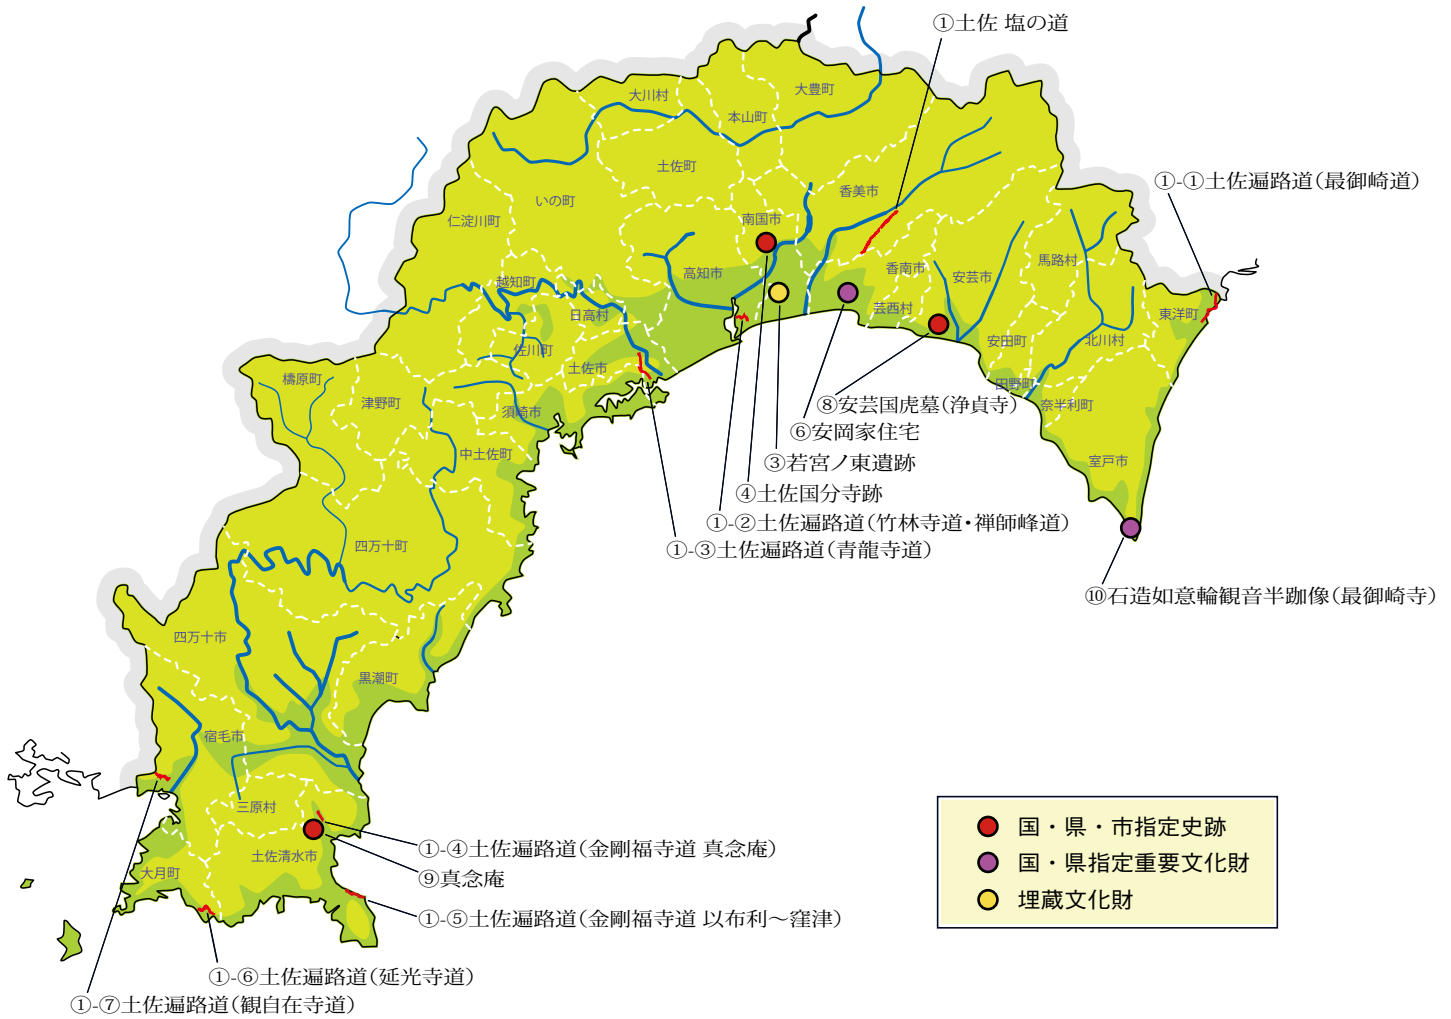 ①土佐 塩の道
大豊町
大川村
本山町
土佐町
①-①土佐遍路道（最御崎道）
香美市
いの町
南国市
仁淀川町
馬路村
高知市
香南市
安芸市
越知町
芸西村
日高村
東洋町
安田町
北川村
佐川町
土佐市
檮原町
田野町
津野町
⑧安芸国虎墓（浄貞寺）
奈半利町
須崎市
⑥安岡家住宅
中土佐町
③若宮ノ東遺跡
室戸市
④土佐国分寺跡
①-②土佐遍路道（竹林寺道・禅師峰道）
四万十町
①-③土佐遍路道（青龍寺道）
⑩石造如意輪観音半跏像（最御崎寺）
四万十市
黒潮町
宿毛市
三原村
国・県・市指定史跡
①-④土佐遍路道（金剛福寺道 真念庵）
土佐清水市
国・県指定重要文化財
大月町
⑨真念庵
埋蔵文化財
①-⑤土佐遍路道（金剛福寺道 以布利～窪津）
①-⑥土佐遍路道（延光寺道）
①-⑦土佐遍路道（観自在寺道）